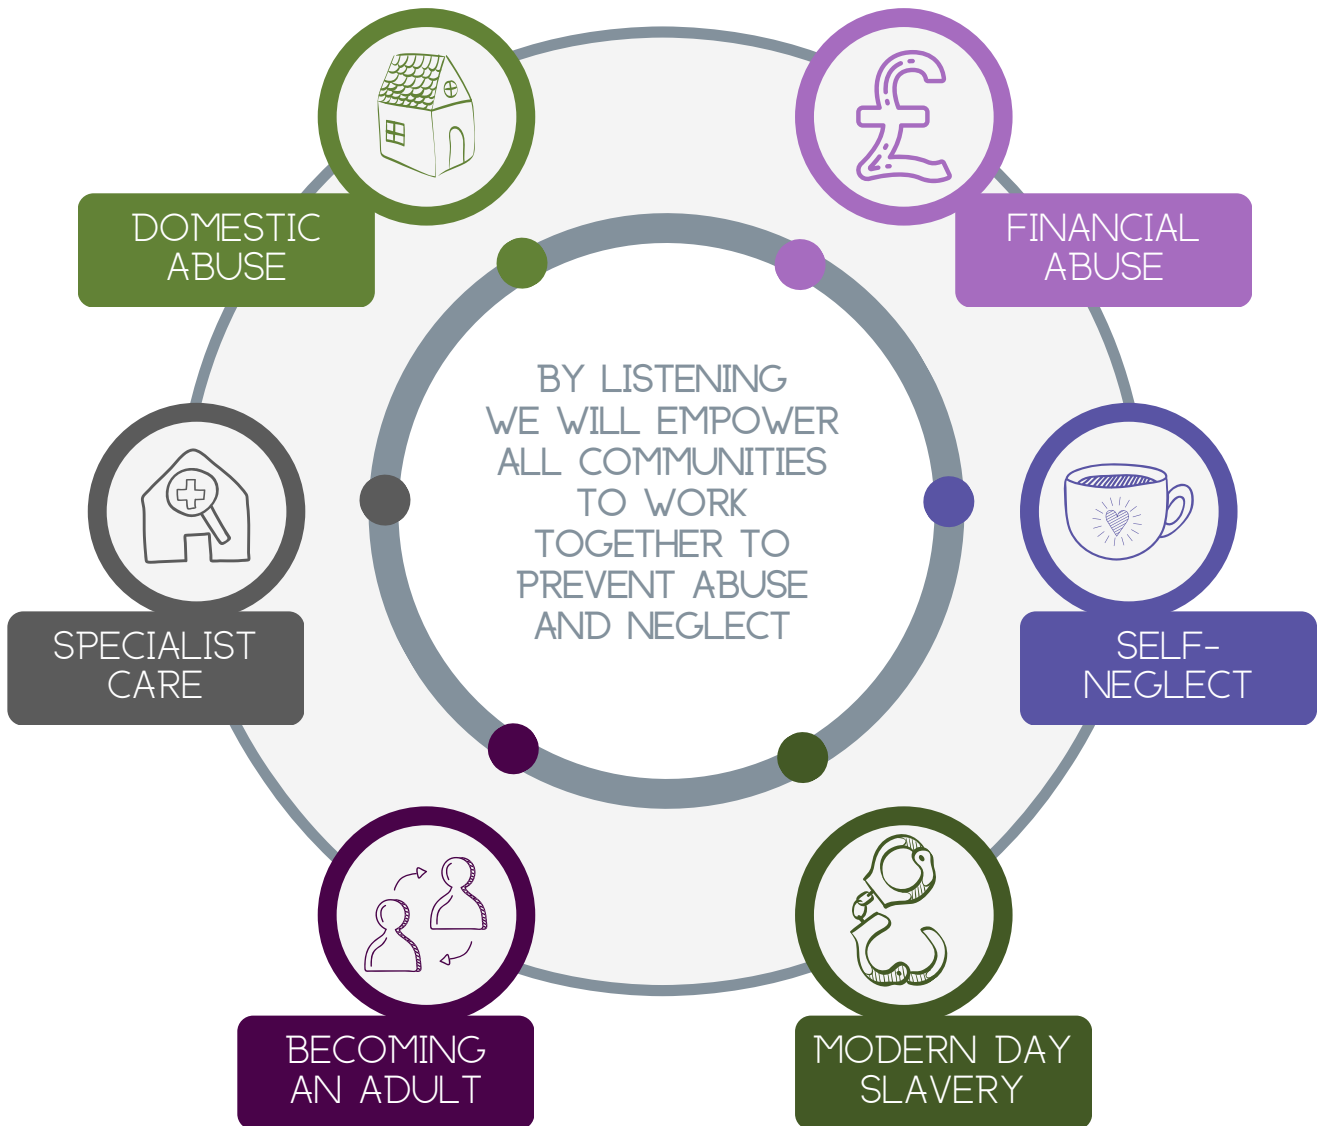 DOMESTIC
ABUSE
FINANCIAL
ABUSE
BY LISTENING
WE WILL EMPOWER
ALL COMMUNITIES
TO WORK
TOGETHER TO
PREVENT ABUSE
AND NEGLECT
SPECIALIST
CARE
SELF-
NEGLECT
BECOMING
AN ADULT
MODERN DAY
SLAVERY